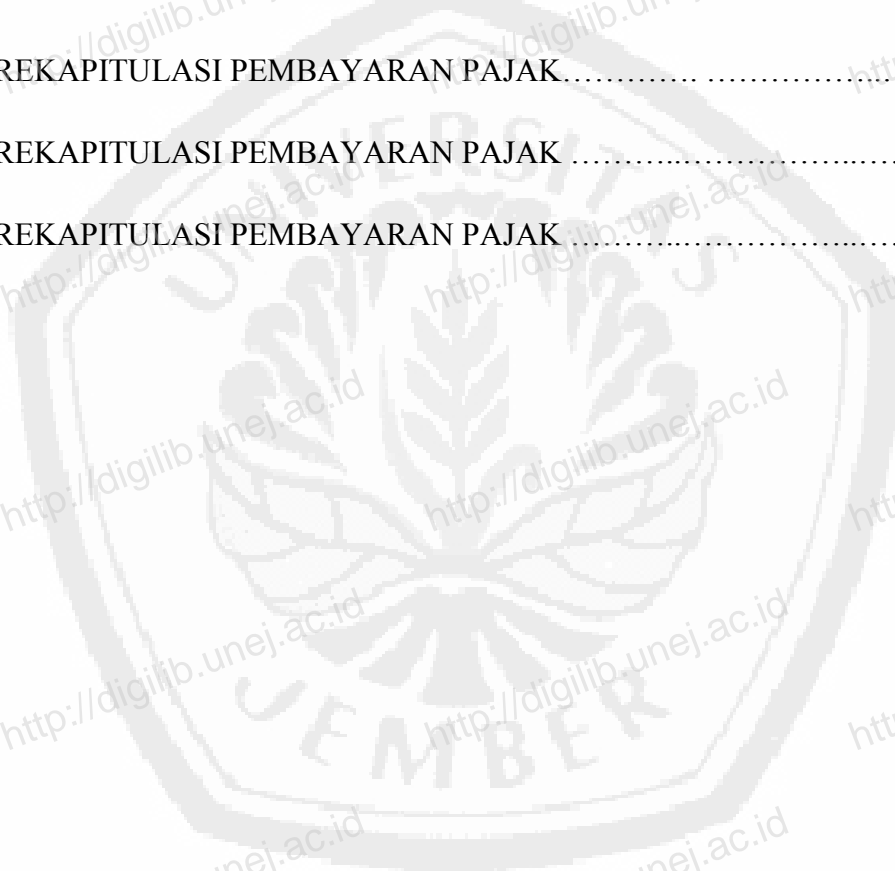 http://digilib.unej.ac.id
REKAPITULASI PEMBAYARAN PAJAK…………. ………………..
REKAPITULASI PEMBAYARAN PAJAK ………..……………..….
REKAPITULASI PEMBAYARAN PAJAK ………..……………..….
UNIVERSITAS
http://digilib.unej.ac.id
http://digilib.unej.ac.id
http://digilib.unej.ac.id
http://digilib.unej.ac.id
http://digilib.unej.ac.id
http://digilib.unej.ac.id
JEMBER